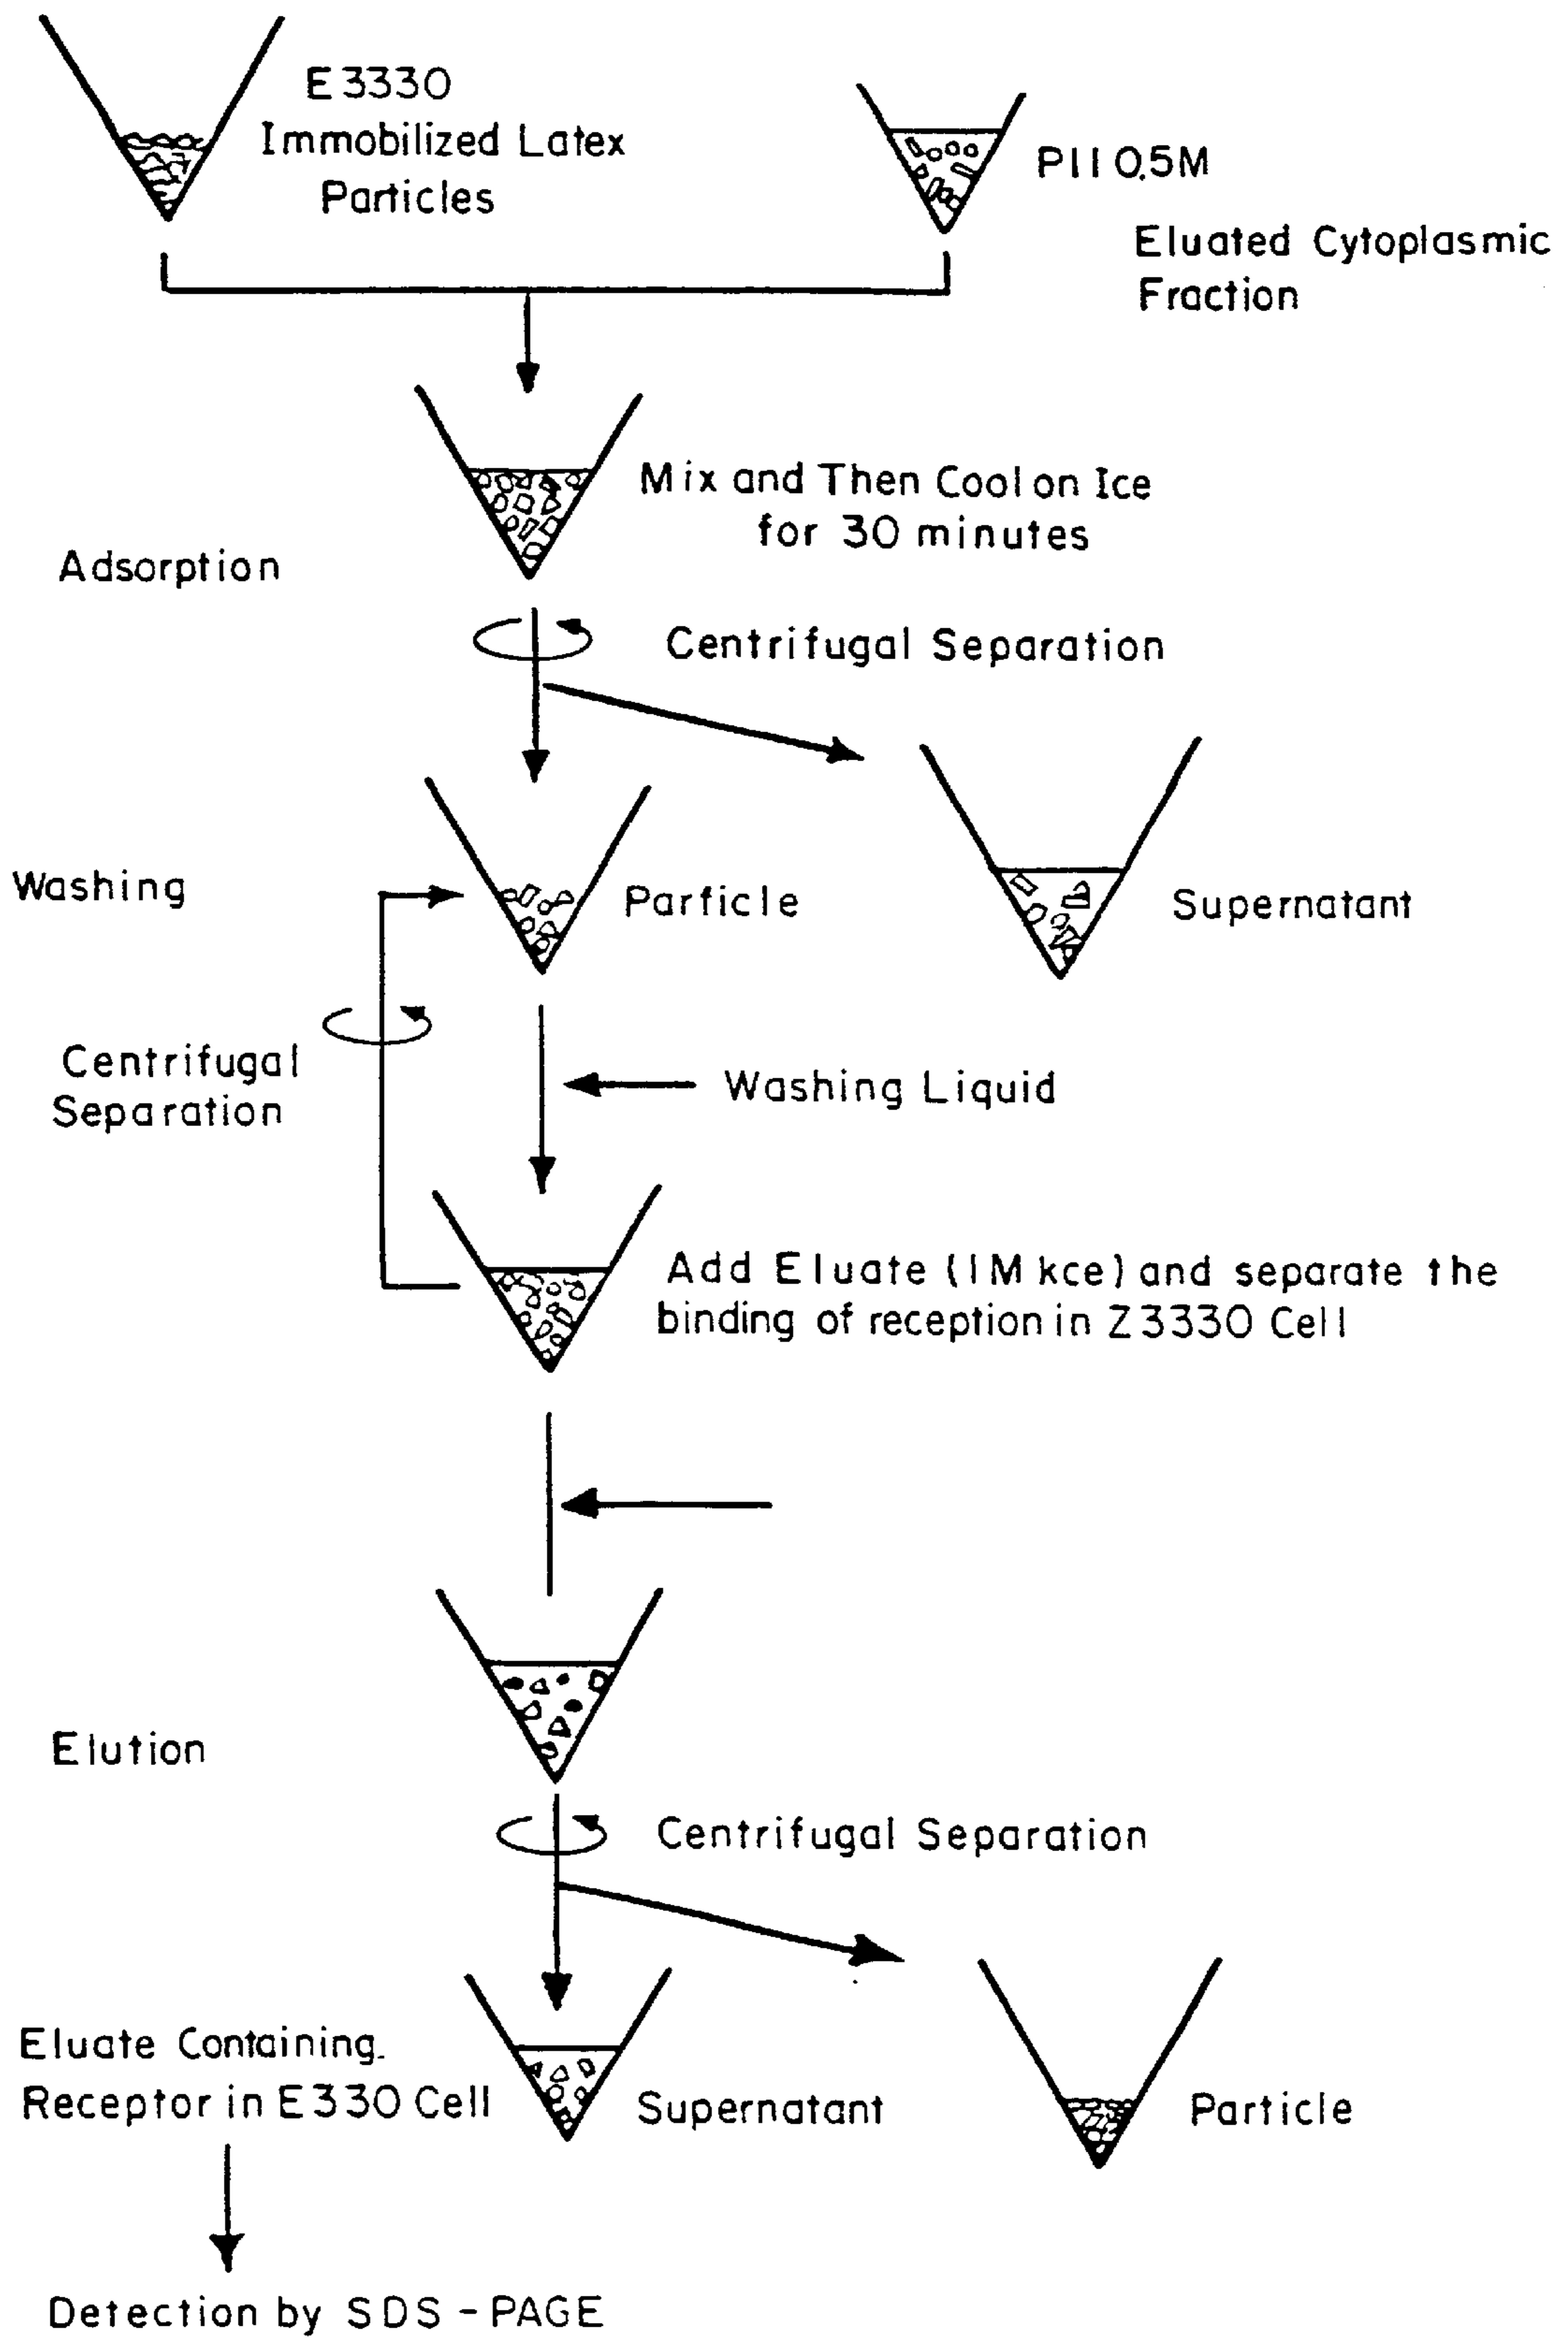 E3330
Immobilized Latex
Particles
P11 0.5M
Eluated Cytoplasmic
Fraction
Mix and Then Cool on Ice
for 30 minutes
Adsorption
Centrifugal Separation
Washing
Particle
Supernatant
Centrifugal
Separation
Washing Liquid
Add Eluate (1M kce) and separate the
binding of reception in Z3330 Cell
Elution
Centrifugal Separation
Eluate Containing
Receptor in E330 Cell
Supernatant
Particle
Detection by SDS - PAGE